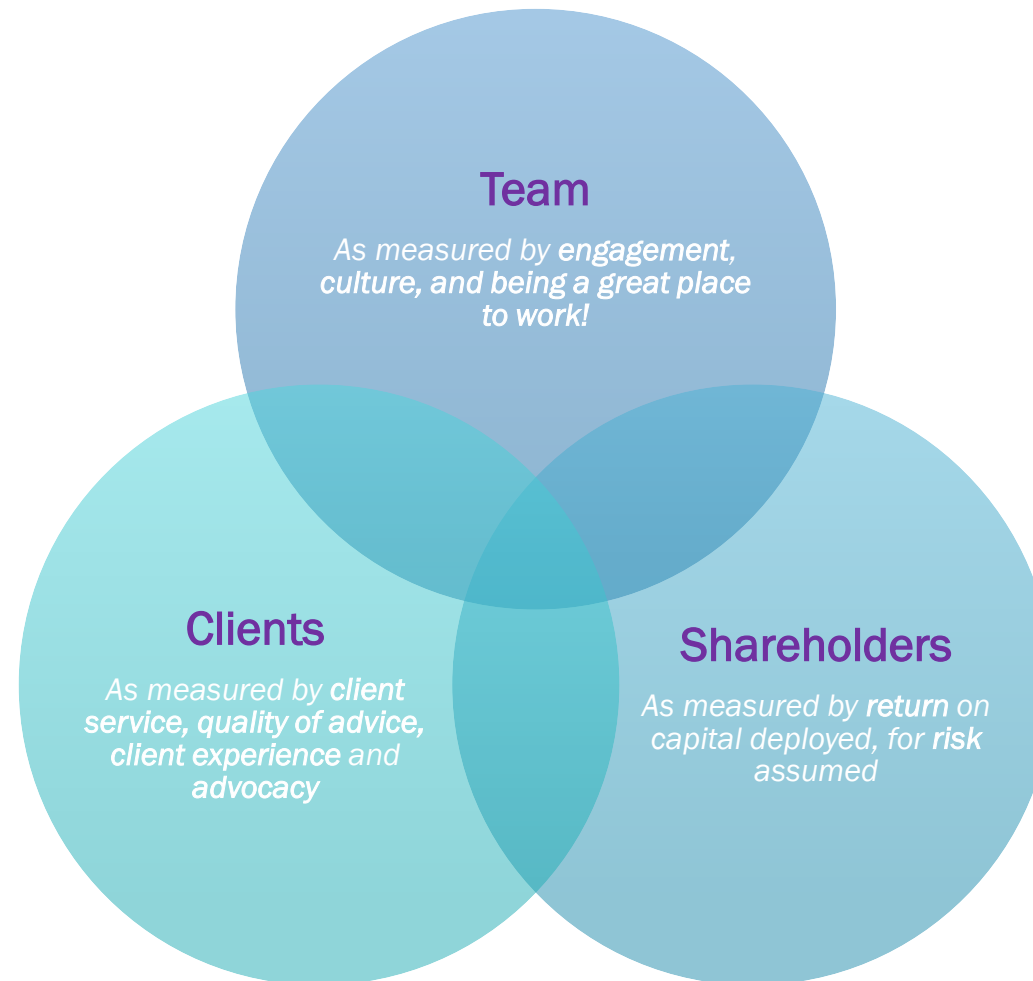 Team
As measured by engagement,
culture, and being a great place
to work!
Clients
As measured by client
service, quality of advice,
client experience and
advocacy
Shareholders
As measured by return on
capital deployed, for risk
assumed